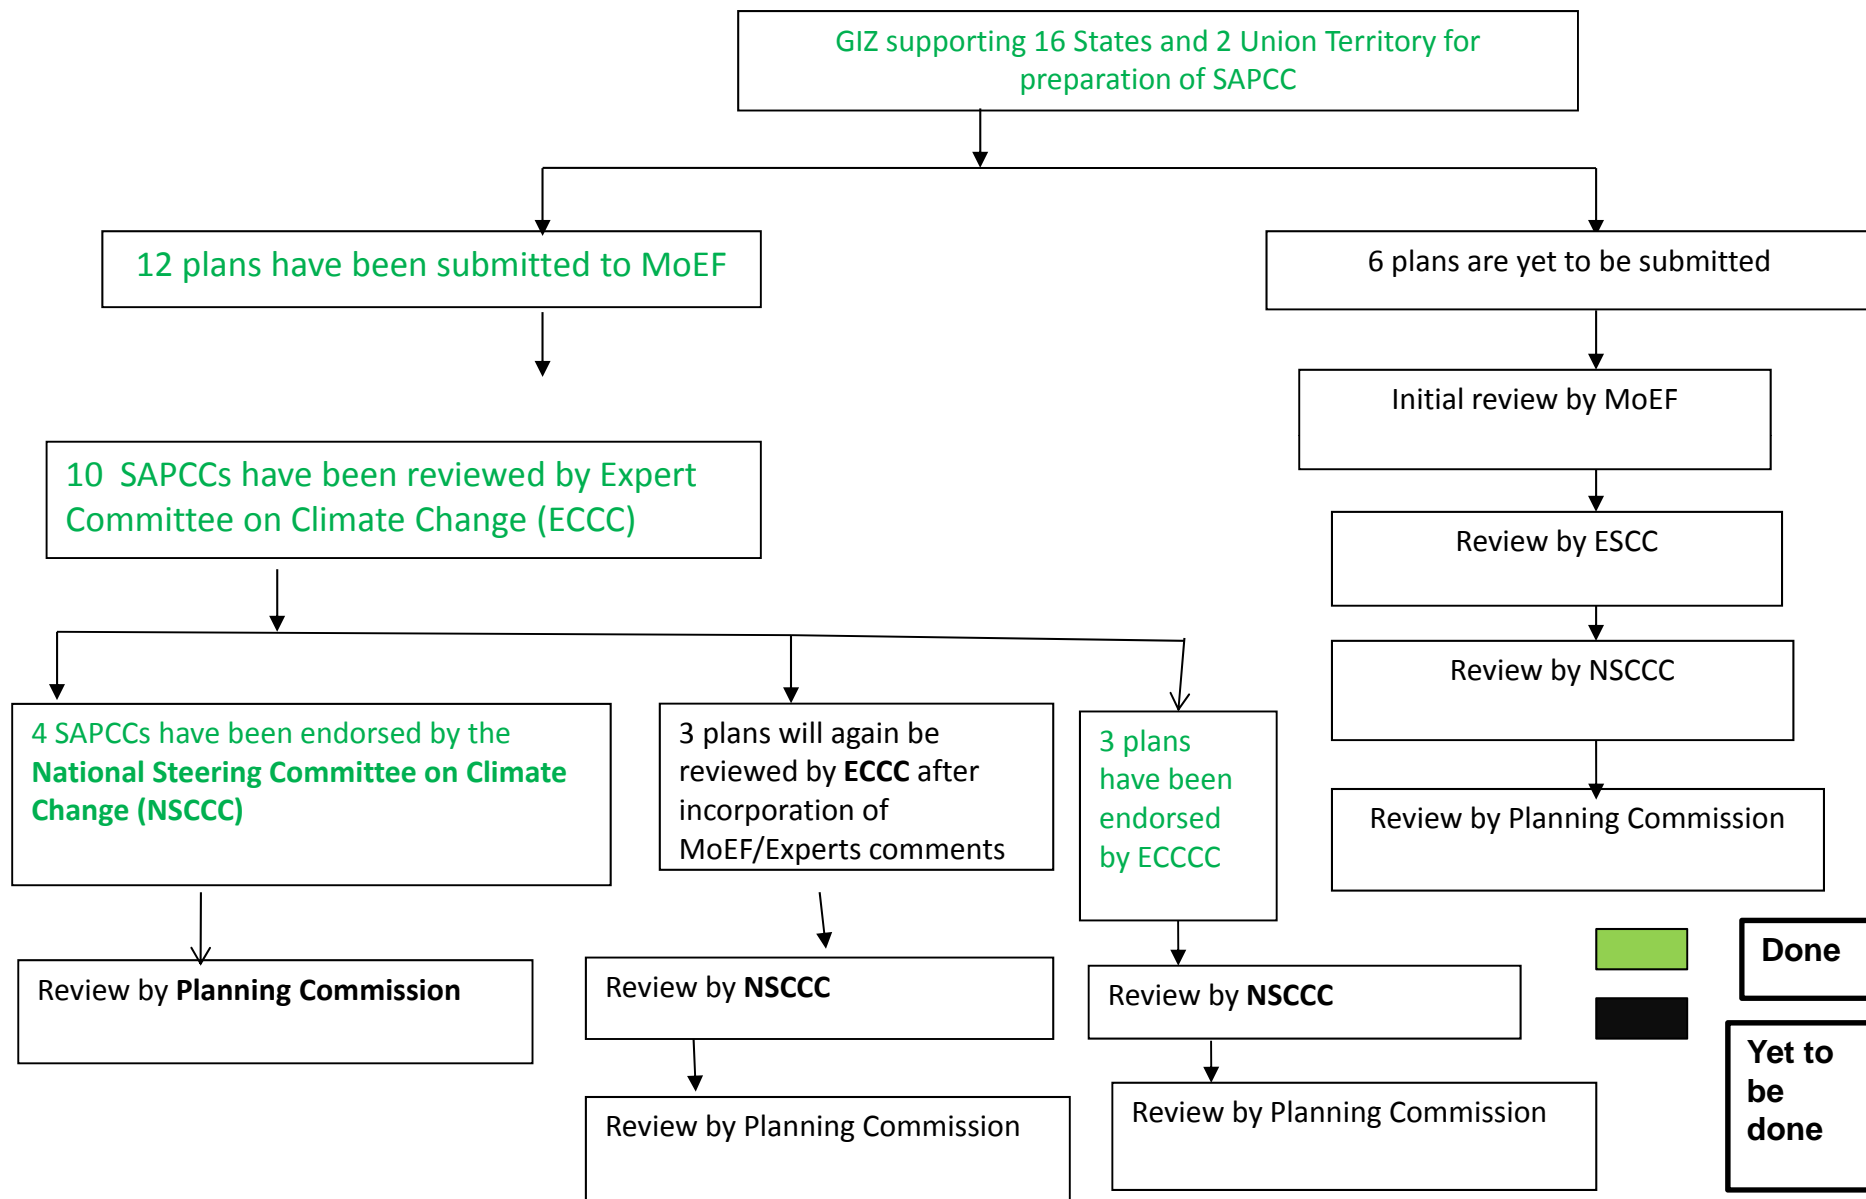 GIZ supporting 16 States and 2 Union Territory for
preparation of SAPCC
12 plans have been submitted to MoEF
6 plans are yet to be submitted
Initial review by MoEF
10 SAPCCs have been reviewed by Expert
Committee on Climate Change (ECCC)
Review by ESCC
Review by NSCCC
4 SAPCCs have been endorsed by the
National Steering Committee on Climate
Change (NSCCC)
3 plans will again be
reviewed by ECCC after
incorporation of
MoEF/Experts comments
3 plans
have been
endorsed
by ECCCC
Review by Planning Commission
Review by Planning Commission
Review by NSCCC
Review by NSCCC
Review by Planning Commission
Review by Planning Commission
Done
Yet to
be
done